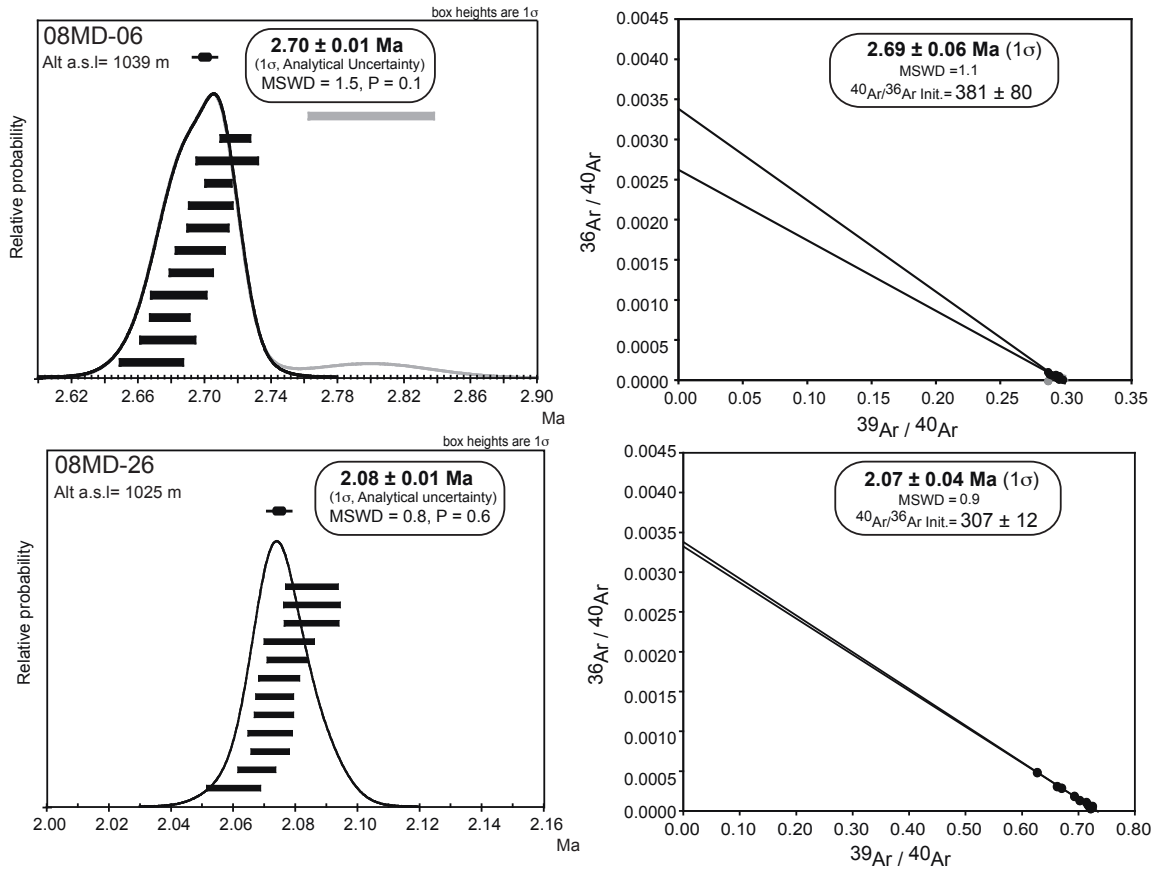 box heights are 1σ
08MD-06
Alt a.s.l= 1039 m
2.70 ± 0.01 Ma
(1σ, Analytical Uncertainty)
MSWD = 1.5, P = 0.1
Relative probability
2.62 2.66 2.70 2.74 2.78 2.82 2.86 2.90
Ma
0.0045
0.0040
0.0035
0.0030
0.0025
0.0020
0.0015
0.0010
0.0005
0.0000
36Ar / 40Ar
2.69 ± 0.06 Ma (1σ)
MSWD =1.1
40Ar/36Ar Init.= 381 ± 80
0.00 0.05 0.10 0.15 0.20 0.25 0.30 0.35
39Ar / 40Ar
box heights are 1σ
08MD-26
Alt a.s.l= 1025 m
2.08 ± 0.01 Ma
(1σ, Analytical uncertainty)
MSWD = 0.8, P = 0.6
Relative probability
2.00 2.02 2.04 2.06 2.08 2.10 2.12 2.14 2.16
Ma
0.0045
0.0040
0.0035
0.0030
0.0025
0.0020
0.0015
0.0010
0.0005
0.0000
36Ar / 40Ar
2.07 ± 0.04 Ma (1σ)
MSWD =0.9
40Ar/36Ar Init.= 307 ± 12
0.00 0.10 0.20 0.30 0.40 0.50 0.60 0.70 0.80
39Ar / 40Ar